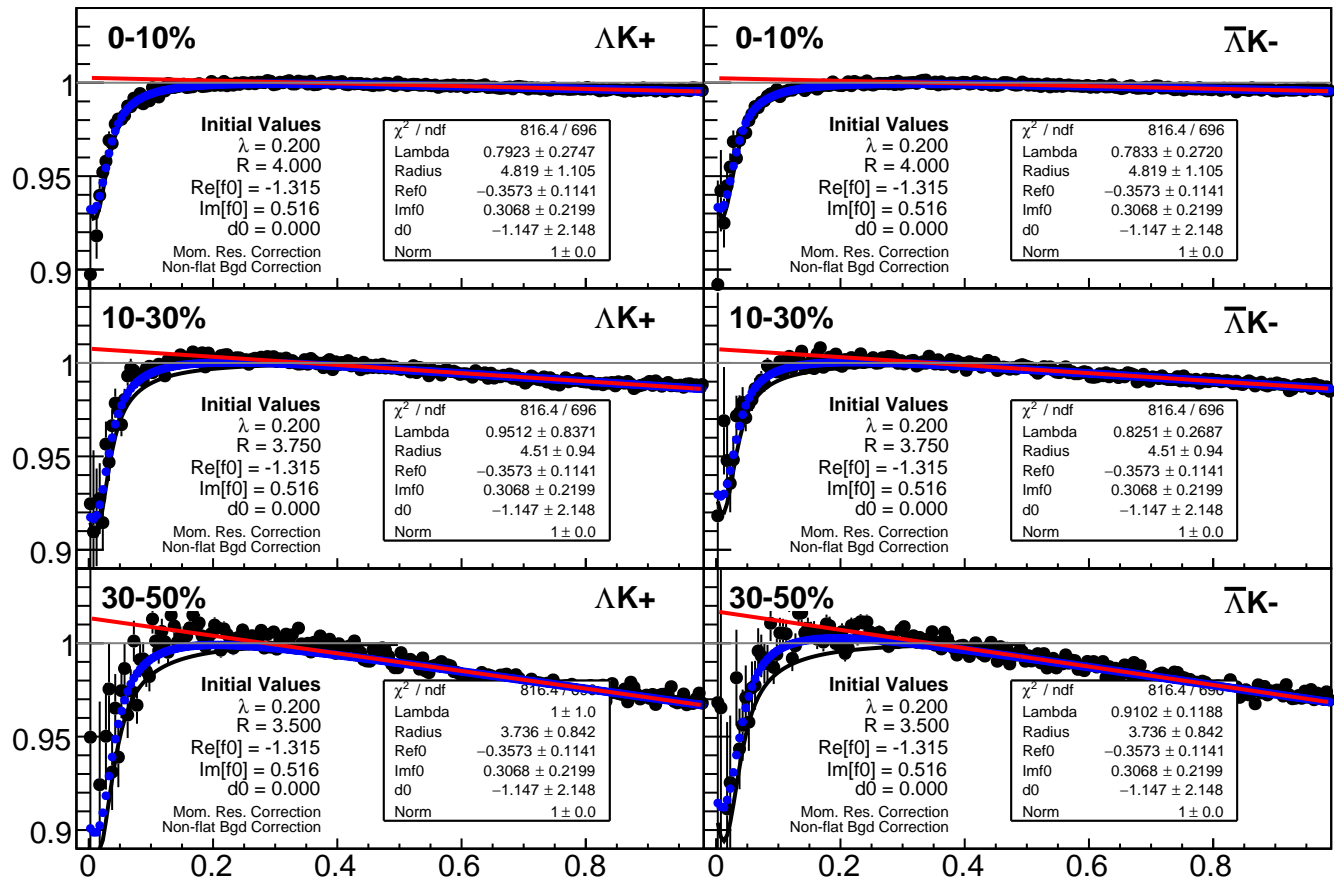 0-10% ΛK+
1
0.95
0.9
Initial Values
λ = 0.200
R = 4.000
Re[f0] = -1.315
Im[f0] = 0.516
d0 = 0.000
Mom. Res. Correction
Non-flat Bgd Correction
χ² / ndf 816.4 / 696
Lambda 0.7923 ± 0.2747
Radius 4.819 ± 1.105
Ref0 −0.3573 ± 0.1141
Imf0 0.3068 ± 0.2199
d0 −1.147 ± 2.148
Norm 1 ± 0.0
0-10% Λ̅K-
Initial Values
λ = 0.200
R = 4.000
Re[f0] = -1.315
Im[f0] = 0.516
d0 = 0.000
Mom. Res. Correction
Non-flat Bgd Correction
χ² / ndf 816.4 / 696
Lambda 0.7833 ± 0.2720
Radius 4.819 ± 1.105
Ref0 −0.3573 ± 0.1141
Imf0 0.3068 ± 0.2199
d0 −1.147 ± 2.148
Norm 1 ± 0.0
10-30% ΛK+
1
0.95
0.9
Initial Values
λ = 0.200
R = 3.750
Re[f0] = -1.315
Im[f0] = 0.516
d0 = 0.000
Mom. Res. Correction
Non-flat Bgd Correction
χ² / ndf 816.4 / 696
Lambda 0.9512 ± 0.8371
Radius 4.51 ± 0.94
Ref0 −0.3573 ± 0.1141
Imf0 0.3068 ± 0.2199
d0 −1.147 ± 2.148
Norm 1 ± 0.0
10-30% Λ̅K-
Initial Values
λ = 0.200
R = 3.750
Re[f0] = -1.315
Im[f0] = 0.516
d0 = 0.000
Mom. Res. Correction
Non-flat Bgd Correction
χ² / ndf 816.4 / 696
Lambda 0.8251 ± 0.2687
Radius 4.51 ± 0.94
Ref0 −0.3573 ± 0.1141
Imf0 0.3068 ± 0.2199
d0 −1.147 ± 2.148
Norm 1 ± 0.0
30-50% ΛK+
1
0.95
0.9
Initial Values
λ = 0.200
R = 3.500
Re[f0] = -1.315
Im[f0] = 0.516
d0 = 0.000
Mom. Res. Correction
Non-flat Bgd Correction
χ² / ndf 816.4 /
Lambda 1 ± 1.0
Radius 3.736 ± 0.842
Ref0 −0.3573 ± 0.1141
Imf0 0.3068 ± 0.2199
d0 −1.147 ± 2.148
Norm 1 ± 0.0
30-50% Λ̅K-
Initial Values
λ = 0.200
R = 3.500
Re[f0] = -1.315
Im[f0] = 0.516
d0 = 0.000
Mom. Res. Correction
Non-flat Bgd Correction
χ² / ndf 816.4 / 696
Lambda 0.9102 ± 0.1188
Radius 3.736 ± 0.842
Ref0 −0.3573 ± 0.1141
Imf0 0.3068 ± 0.2199
d0 −1.147 ± 2.148
Norm 1 ± 0.0
0 0.2 0.4 0.6 0.8 0 0.2 0.4 0.6 0.8